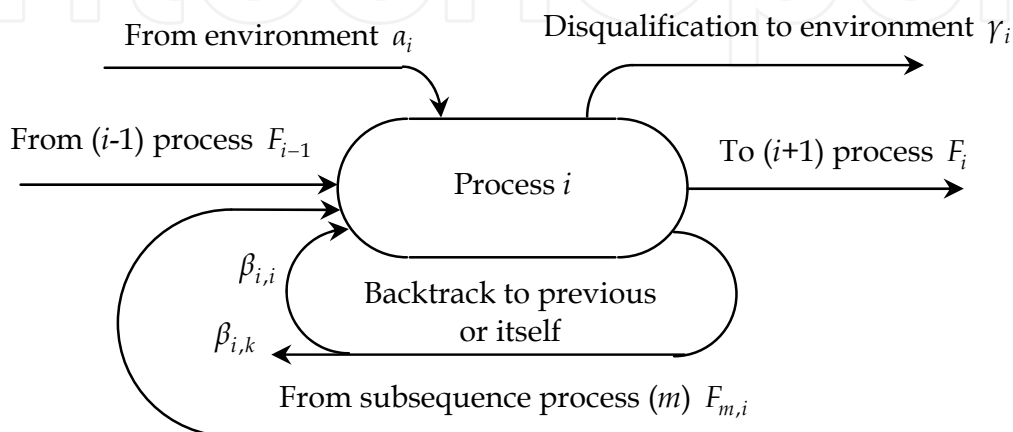 From environment a_i
Disqualification to environment γ_i
From (i-1) process F_{i−1}
To (i+1) process F_i
Process i
β_{i,i}
Backtrack to previous
or itself
β_{i,k}
From subsequence process (m) F_{m,i}